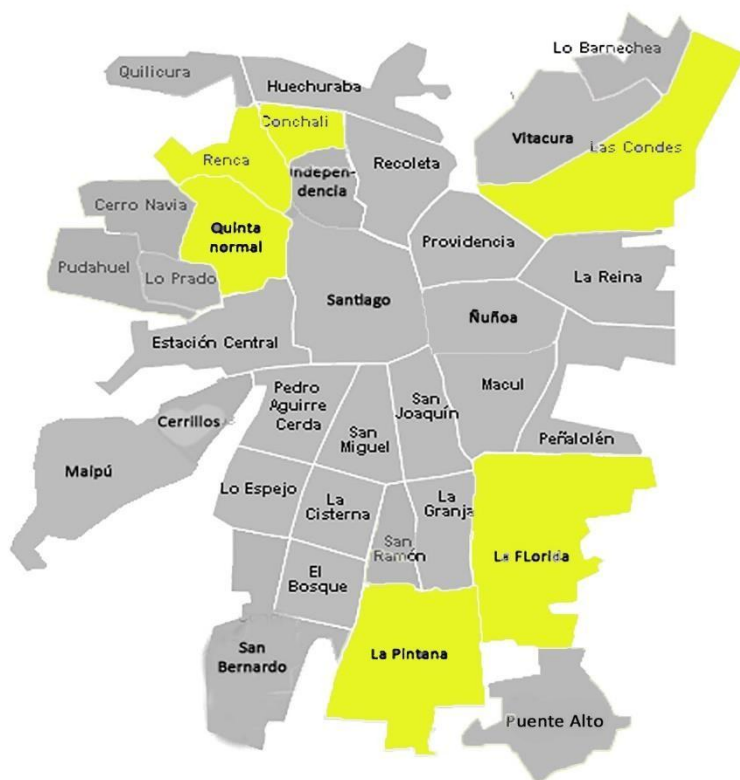 Lo Barnechea
Quilicura
Huechuraba
Conchali
Vitacura
Las Condes
Renca
Recoleta
Indepen-
dencia
Cerro Navia
Quinta
normal
Providencia
Pudahuel
Lo Prado
La Reina
Santiago
Ñuñoa
Estación Central
Pedro
Aguirre
Cerda
San
Joaquín
Macul
Cerrillos
San
Miguel
Peñalolén
Maipú
Lo Espejo
La
Cisterna
La
Granja
San
Ramón
La FLorida
El
Bosque
San
Bernardo
La Pintana
Puente Alto